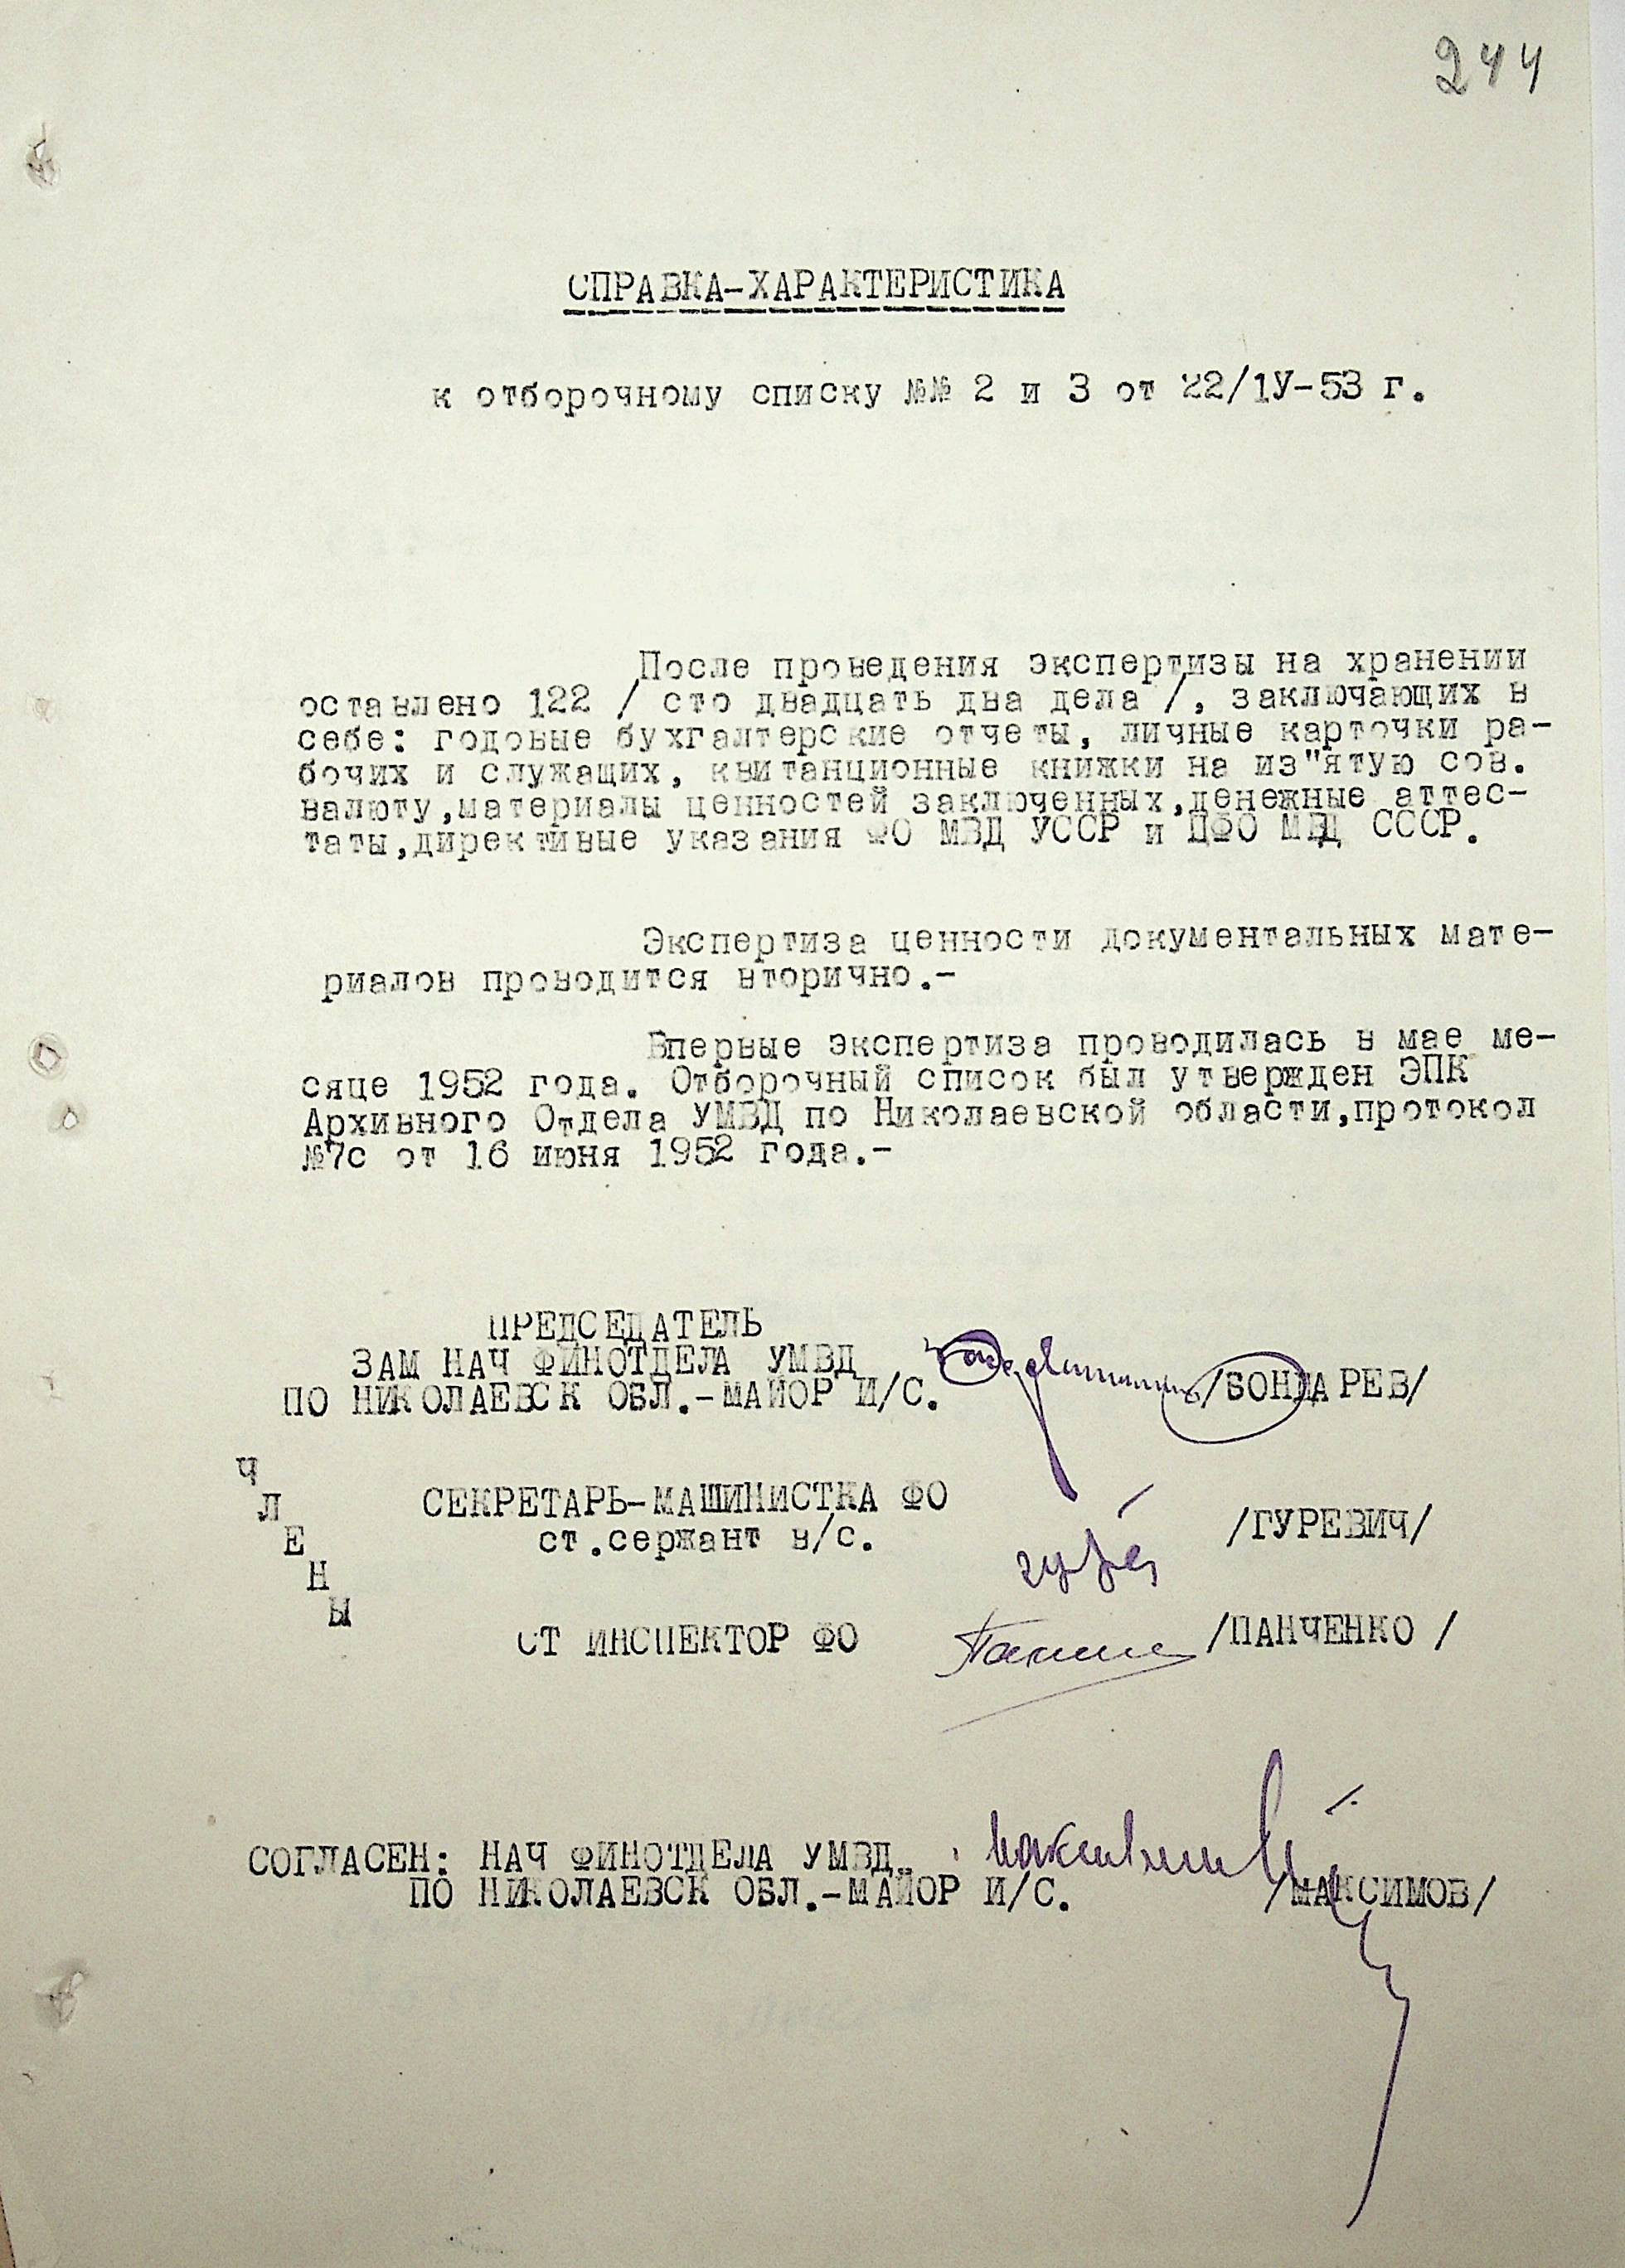 244
СПРАВКА-ХАРАКТЕРИСТИКА
к отборочному списку №№ 2 и 3 от 22/1У-53 г.
После проведения экспертизы на хранении
оставлено 122 / сто двадцать два дела /, заключающих в
себе: годовые бухгалтерские отчеты, личные карточки ра-
бочих и служащих, квитанционные книжки на из"ятую сов.
валюту,материалы ценностей заключенных,денежные аттес-
таты,директивые указания ФО МВД УССР и ЦФО МВД СССР.
Экспертиза ценности документальных мате-
риалов проводится вторично.-
Впервые экспертиза проводилась в мае ме-
сяце 1952 года. Отборочный список был утвержден ЭПК
Архивного Отдела УМВД по Николаевской области,протокол
№7с от 16 июня 1952 года.-
ПРЕДСЕДАТЕЛЬ
ЗАМ НАЧ ФИНОТДЕЛА УМВД
ПО НИКОЛАЕВСК ОБЛ.-МАЙОР И/С. /БОНДАРЕВ/
ЧЛЕНЫ
СЕКРЕТАРЬ-МАШИНИСТКА ФО
ст.сержант в/с. /ГУРЕВИЧ/
СТ ИНСПЕКТОР ФО /ПАНЧЕНКО /
СОГЛАСЕН: НАЧ ФИНОТДЕЛА УМВД
ПО НИКОЛАЕВСК ОБЛ.-МАЙОР И/С. /МАКСИМОВ/